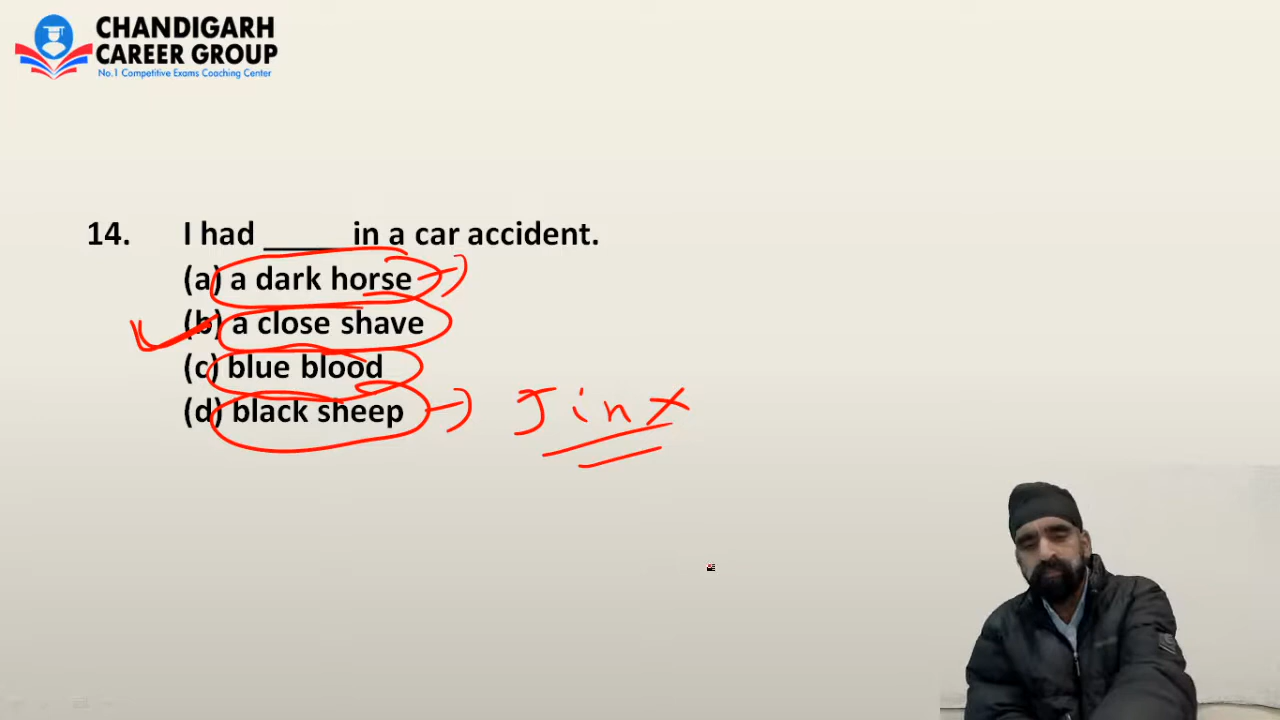 CHANDIGARH
CAREER GROUP
No.1 Competitive Exams Coaching Center
14. I had _____ in a car accident.
(a) a dark horse
(b) a close shave
(c) blue blood
(d) black sheep
Jinx